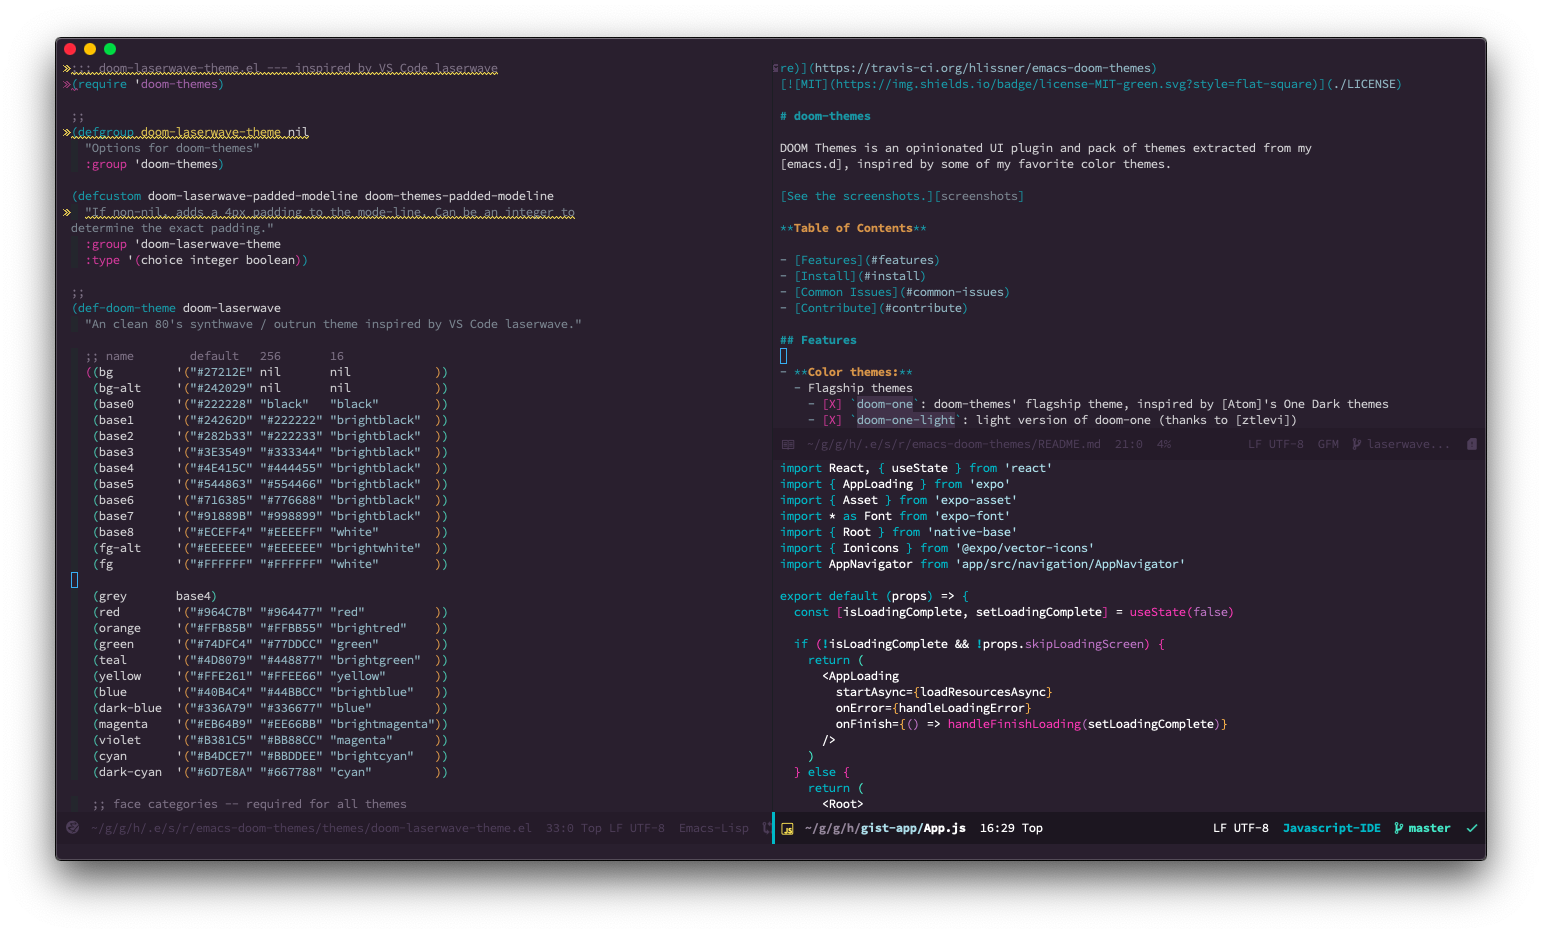 ;;; doom-laserwave-theme.el --- inspired by VS Code laserwave
(require 'doom-themes)
;;
(defgroup doom-laserwave-theme nil
"Options for doom-themes"
:group 'doom-themes)
(defcustom doom-laserwave-padded-modeline doom-themes-padded-modeline
"If non-nil, adds a 4px padding to the mode-line. Can be an integer to
determine the exact padding."
:group 'doom-laserwave-theme
:type '(choice integer boolean))
;;
(def-doom-theme doom-laserwave
"An clean 80's synthwave / outrun theme inspired by VS Code laserwave."
;; name default 256 16
((bg '("#27212E" nil nil ))
(bg-alt '("#242029" nil nil ))
(base0 '("#222228" "black" "black" ))
(base1 '("#24262D" "#222222" "brightblack" ))
(base2 '("#282b33" "#222233" "brightblack" ))
(base3 '("#3E3549" "#333344" "brightblack" ))
(base4 '("#4E415C" "#444455" "brightblack" ))
(base5 '("#544863" "#554466" "brightblack" ))
(base6 '("#716385" "#776688" "brightblack" ))
(base7 '("#91889B" "#998899" "brightblack" ))
(base8 '("#ECEFF4" "#EEEEFF" "white" ))
(fg-alt '("#EEEEEE" "#EEEEEE" "brightwhite" ))
(fg '("#FFFFFF" "#FFFFFF" "white" ))
(grey base4)
(red '("#964C7B" "#964477" "red" ))
(orange '("#FFB85B" "#FFBB55" "brightred" ))
(green '("#74DFC4" "#77DDCC" "green" ))
(teal '("#4D8079" "#448877" "brightgreen" ))
(yellow '("#FFE261" "#FFEE66" "yellow" ))
(blue '("#40B4C4" "#44BBCC" "brightblue" ))
(dark-blue '("#336A79" "#336677" "blue" ))
(magenta '("#EB64B9" "#EE66BB" "brightmagenta"))
(violet '("#B381C5" "#BB88CC" "magenta" ))
(cyan '("#B4DCE7" "#BBDDEE" "brightcyan" ))
(dark-cyan '("#6D7E8A" "#667788" "cyan" ))
;; face categories -- required for all themes
~/g/g/h/.e/s/r/emacs-doom-themes/themes/doom-laserwave-theme.el 33:0 Top LF UTF-8 Emacs-Lisp
re)](https://travis-ci.org/hlissner/emacs-doom-themes)
[![MIT](https://img.shields.io/badge/license-MIT-green.svg?style=flat-square)](./LICENSE)
# doom-themes
DOOM Themes is an opinionated UI plugin and pack of themes extracted from my
[emacs.d], inspired by some of my favorite color themes.
[See the screenshots.][screenshots]
**Table of Contents**
- [Features](#features)
- [Install](#install)
- [Common Issues](#common-issues)
- [Contribute](#contribute)
## Features
- **Color themes:**
- Flagship themes
- [X] `doom-one`: doom-themes' flagship theme, inspired by [Atom]'s One Dark themes
- [X] `doom-one-light`: light version of doom-one (thanks to [ztlevi])
~/g/g/h/.e/s/r/emacs-doom-themes/README.md 21:0 4% LF UTF-8 GFM laserwave...
import React, { useState } from 'react'
import { AppLoading } from 'expo'
import { Asset } from 'expo-asset'
import * as Font from 'expo-font'
import { Root } from 'native-base'
import { Ionicons } from '@expo/vector-icons'
import AppNavigator from 'app/src/navigation/AppNavigator'
export default (props) => {
const [isLoadingComplete, setLoadingComplete] = useState(false)
if (!isLoadingComplete && !props.skipLoadingScreen) {
return (
<AppLoading
startAsync={loadResourcesAsync}
onError={handleLoadingError}
onFinish={() => handleFinishLoading(setLoadingComplete)}
/>
)
} else {
return (
<Root>
JS ~/g/g/h/gist-app/App.js 16:29 Top LF UTF-8 Javascript-IDE master